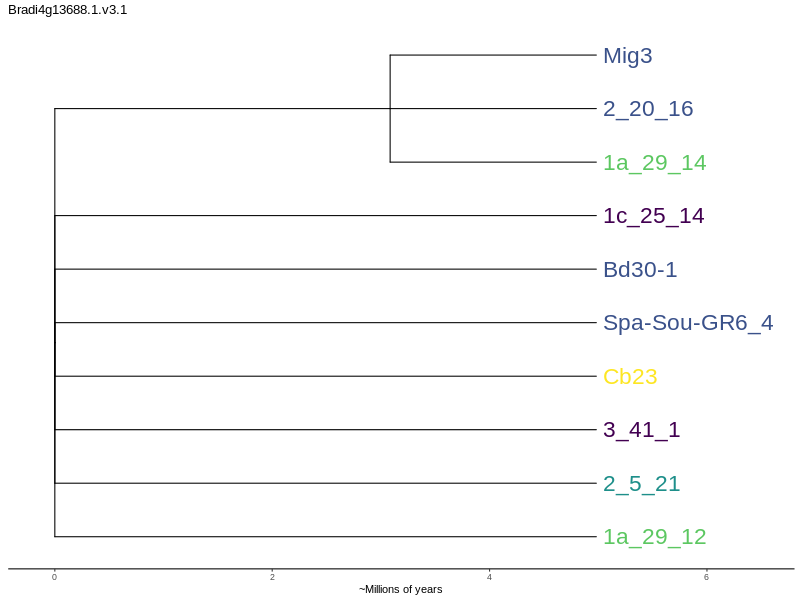 Bradi4g13688.1.v3.1
Mig3
2_20_16
1a_29_14
1c_25_14
Bd30-1
Spa-Sou-GR6_4
Cb23
3_41_1
2_5_21
1a_29_12
0 2 4 6
~Millions of years